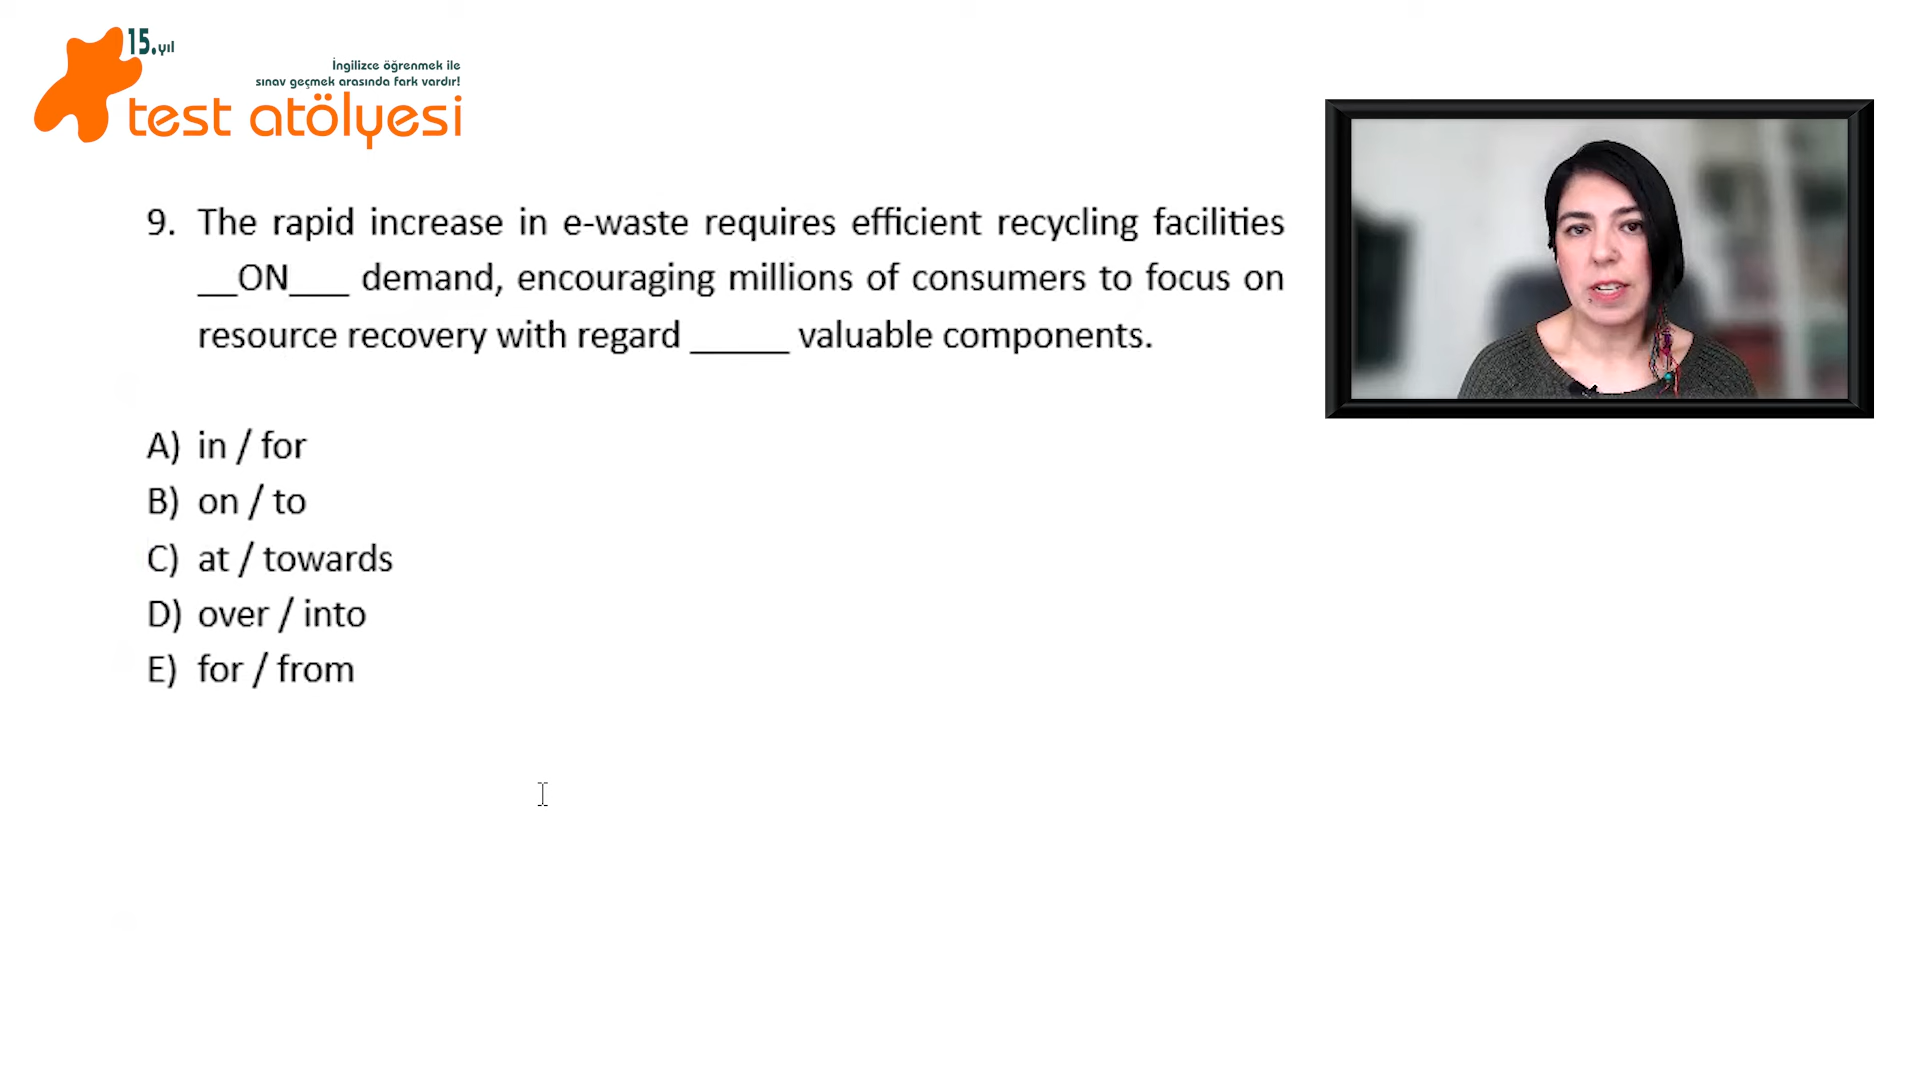 15.yıl
İngilizce öğrenmek ile
sınav geçmek arasında fark vardır!
test atölyesi
9. The rapid increase in e-waste requires efficient recycling facilities
__ON___ demand, encouraging millions of consumers to focus on
resource recovery with regard _____ valuable components.
A) in / for
B) on / to
C) at / towards
D) over / into
E) for / from